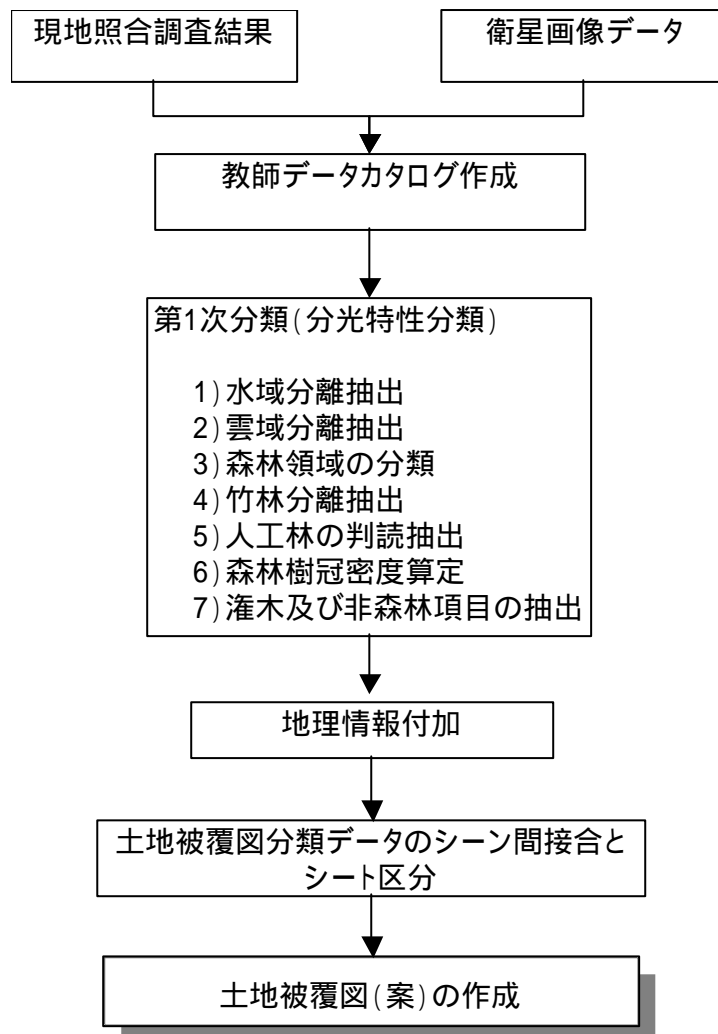 現地照合調査結果
衛星画像データ
教師データカタログ作成
第1次分類(分光特性分類)
1)水域分離抽出
2)雲域分離抽出
3)森林領域の分類
4)竹林分離抽出
5)人工林の判読抽出
6)森林樹冠密度算定
7)潅木及び非森林項目の抽出
地理情報付加
土地被覆図分類データのシーン間接合と
シート区分
土地被覆図(案)の作成